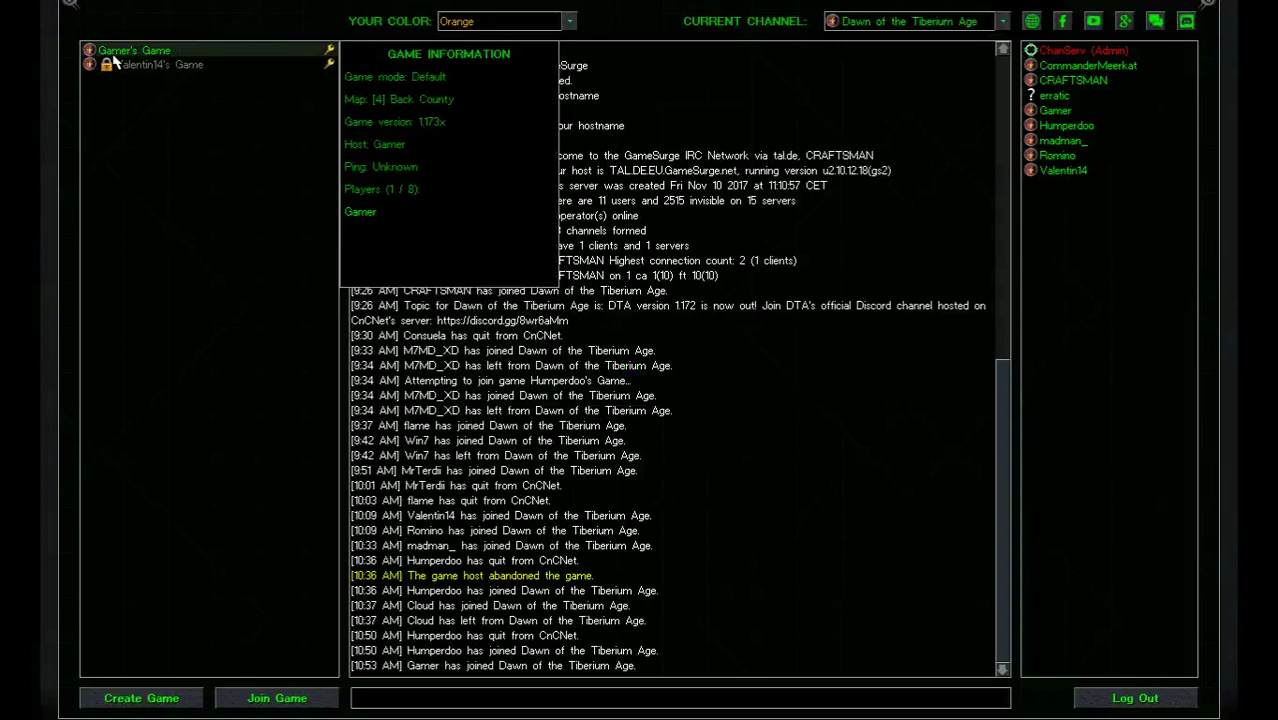 YOUR COLOR: Orange
CURRENT CHANNEL: Dawn of the Tiberium Age
Gamer's Game
alentin14's Game
GAME INFORMATION
Game mode: Default
Map: [4] Back County
Game version: 1.173x
Host: Gamer
Ping: Unknown
Players (1 / 8):
Gamer
eSurge
ed.
ostname
our hostname
come to the GameSurge IRC Network via tal.de, CRAFTSMAN
ur host is TAL.DE.EU.GameSurge.net, running version u2.10.12.18(gs2)
s server was created Fri Nov 10 2017 at 11:10:57 CET
ere are 11 users and 2515 invisible on 15 servers
operator(s) online
channels formed
ave 1 clients and 1 servers
FTSMAN Highest connection count: 2 (1 clients)
FTSMAN on 1 ca 1(10) ft 10(10)
[9:26 AM] CRAFTSMAN has joined Dawn of the Tiberium Age.
[9:26 AM] Topic for Dawn of the Tiberium Age is: DTA version 1.172 is now out! Join DTA's official Discord channel hosted on
CnCNet's server: https://discord.gg/8wr6aMm
[9:30 AM] Consuela has quit from CnCNet.
[9:33 AM] M7MD_XD has joined Dawn of the Tiberium Age.
[9:34 AM] M7MD_XD has left from Dawn of the Tiberium Age.
[9:34 AM] Attempting to join game Humperdoo's Game...
[9:34 AM] M7MD_XD has joined Dawn of the Tiberium Age.
[9:34 AM] M7MD_XD has left from Dawn of the Tiberium Age.
[9:37 AM] flame has joined Dawn of the Tiberium Age.
[9:42 AM] Win7 has joined Dawn of the Tiberium Age.
[9:42 AM] Win7 has left from Dawn of the Tiberium Age.
[9:51 AM] MrTerdii has joined Dawn of the Tiberium Age.
[10:01 AM] MrTerdii has quit from CnCNet.
[10:03 AM] flame has quit from CnCNet.
[10:09 AM] Valentin14 has joined Dawn of the Tiberium Age.
[10:09 AM] Romino has joined Dawn of the Tiberium Age.
[10:33 AM] madman_ has joined Dawn of the Tiberium Age.
[10:36 AM] Humperdoo has quit from CnCNet.
[10:36 AM] The game host abandoned the game.
[10:36 AM] Humperdoo has joined Dawn of the Tiberium Age.
[10:37 AM] Cloud has joined Dawn of the Tiberium Age.
[10:37 AM] Cloud has left from Dawn of the Tiberium Age.
[10:50 AM] Humperdoo has quit from CnCNet.
[10:50 AM] Humperdoo has joined Dawn of the Tiberium Age.
[10:53 AM] Gamer has joined Dawn of the Tiberium Age.
ChanServ (Admin)
CommanderMeerkat
CRAFTSMAN
erratic
Gamer
Humperdoo
madman_
Romino
Valentin14
Create Game
Join Game
Log Out